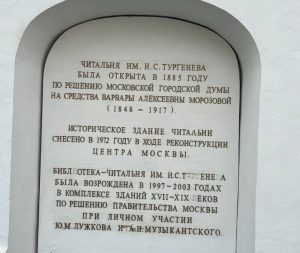 ЧИТАЛЬНЯ ИМ. И.С. ТУРГЕНЕВА
БЫЛА ОТКРЫТА В 1885 ГОДУ
ПО РЕШЕНИЮ МОСКОВСКОЙ ГОРОДСКОЙ ДУМЫ
НА СРЕДСТВА ВАРВАРЫ АЛЕКСЕЕВНЫ МОРОЗОВОЙ
(1848 - 1917).
ИСТОРИЧЕСКОЕ ЗДАНИЕ ЧИТАЛЬНИ
СНЕСЕНО В 1972 ГОДУ В ХОДЕ РЕКОНСТРУКЦИИ
ЦЕНТРА МОСКВЫ.
БИБЛИОТЕКА-ЧИТАЛЬНЯ ИМ. И.С. ТУРГЕНЕВА
БЫЛА ВОЗРОЖДЕНА В 1997-2003 ГОДАХ
В КОМПЛЕКСЕ ЗДАНИЙ XVII-XIX ВЕКОВ
ПО РЕШЕНИЮ ПРАВИТЕЛЬСТВА МОСКВЫ
ПРИ ЛИЧНОМ УЧАСТИИ
Ю.М. ЛУЖКОВА И А.И. МУЗЫКАНТСКОГО.